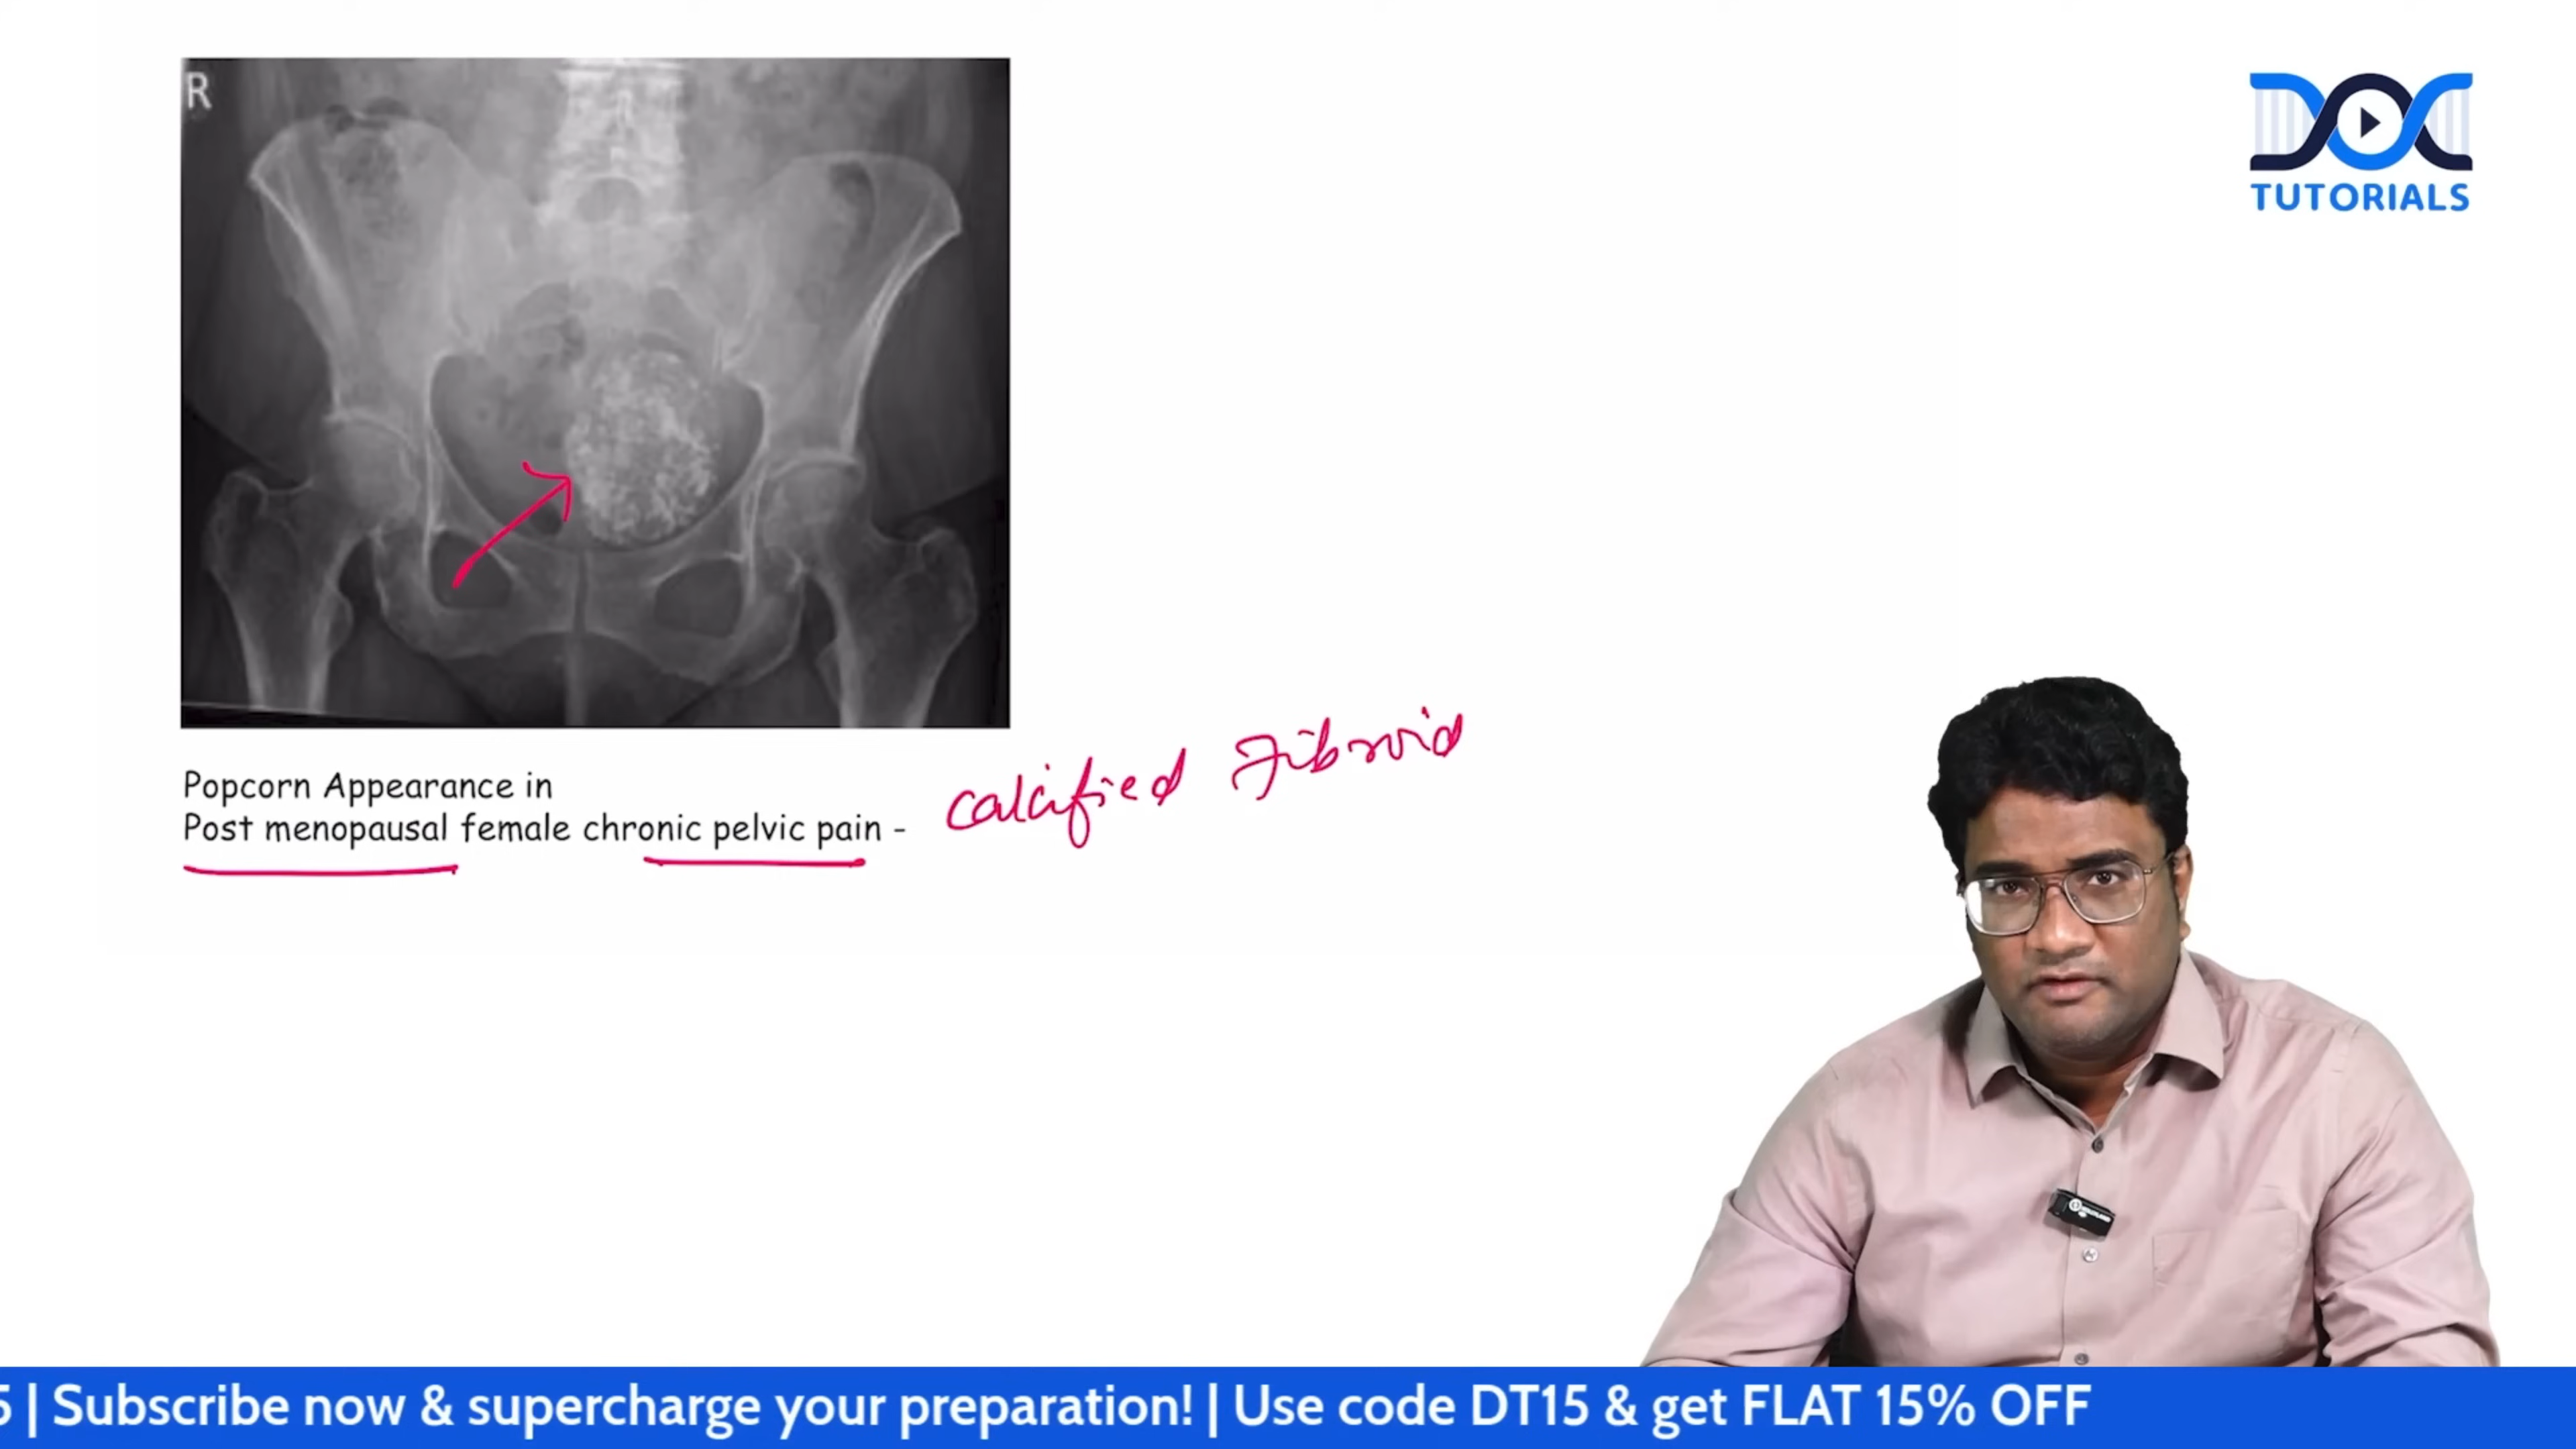 R
DOC
TUTORIALS
Popcorn Appearance in
Post menopausal female chronic pelvic pain - Calcified Fibroid
5 | Subscribe now & supercharge your preparation! | Use code DT15 & get FLAT 15% OFF